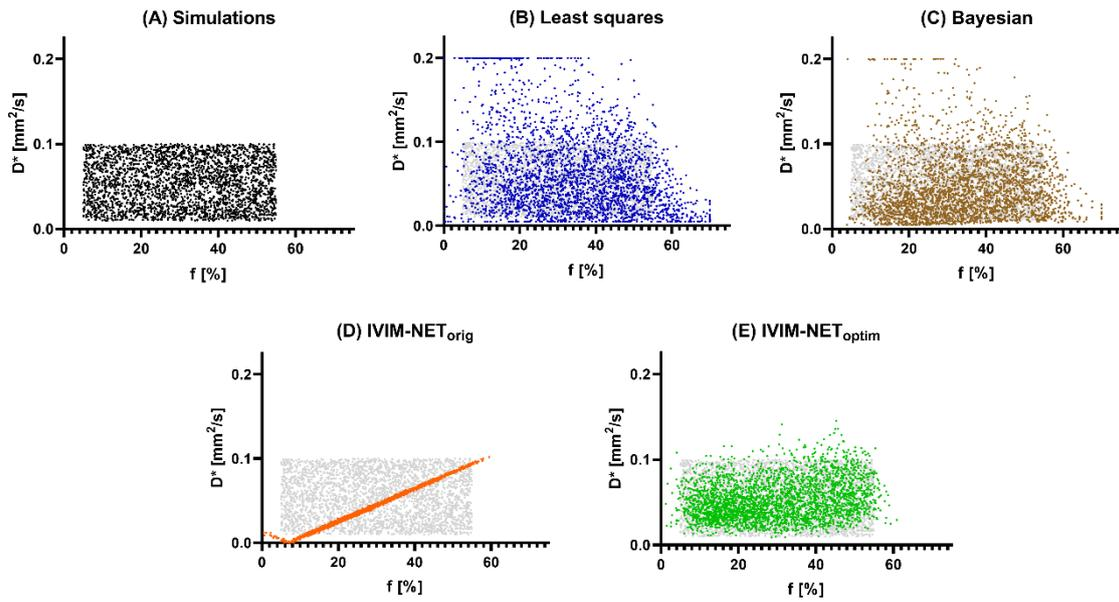 (A) Simulations
(B) Least squares
(C) Bayesian
D* [mm²/s]
0.2
0.1
0.0
0 20 40 60
f [%]
D* [mm²/s]
0.2
0.1
0.0
0 20 40 60
f [%]
D* [mm²/s]
0.2
0.1
0.0
0 20 40 60
f [%]
(D) IVIM-NETorig
(E) IVIM-NEToptim
D* [mm²/s]
0.2
0.1
0.0
0 20 40 60
f [%]
D* [mm²/s]
0.2
0.1
0.0
0 20 40 60
f [%]